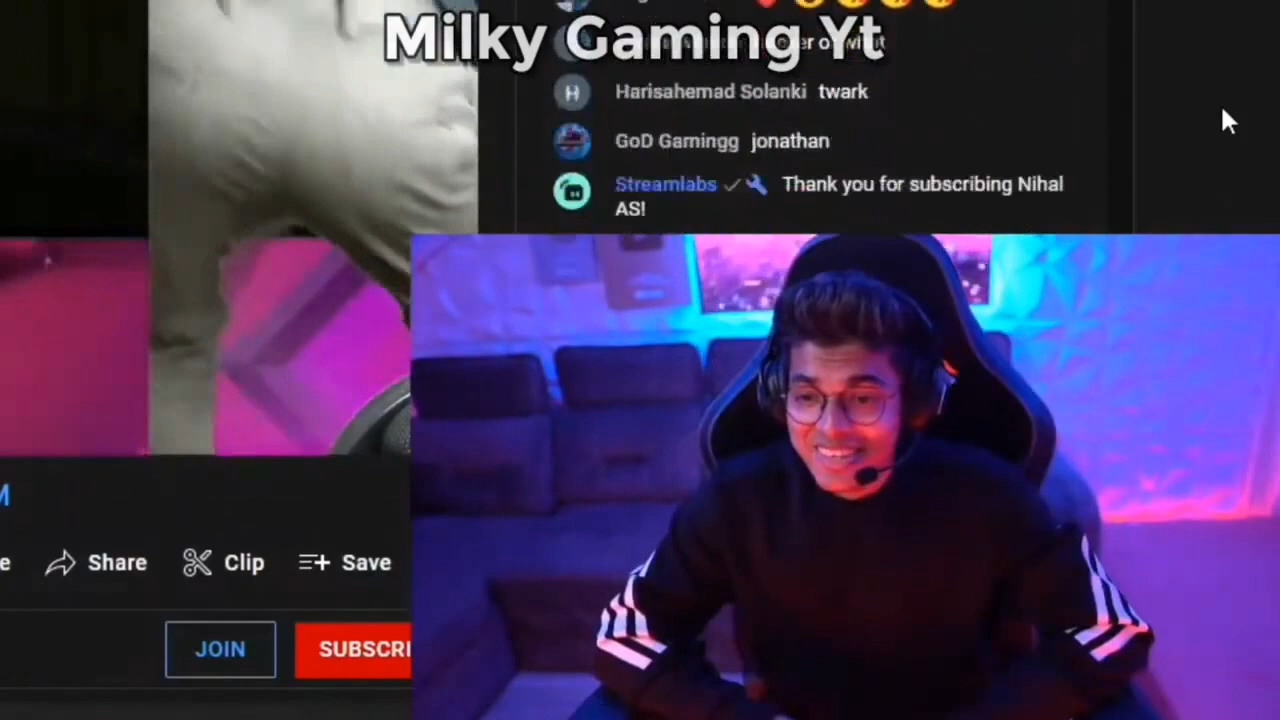 Milky Gaming Yt
Harisahemad Solanki twark
GoD Gamingg jonathan
Streamlabs Thank you for subscribing Nihal
AS!
Share
Clip
Save
JOIN
SUBSCRI